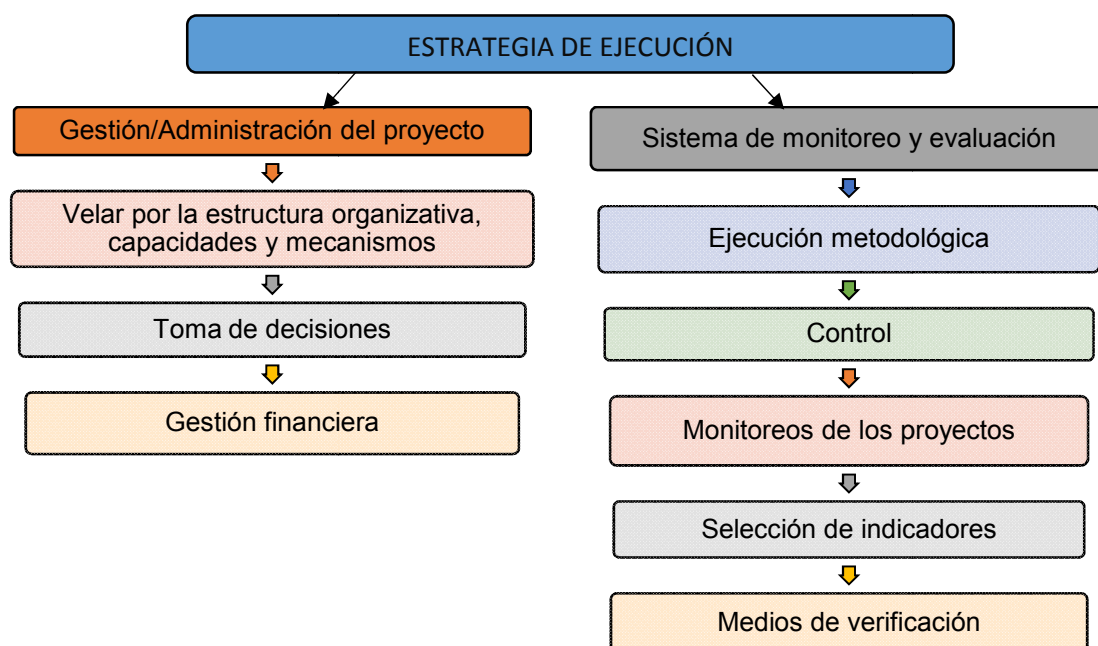 ESTRATEGIA DE EJECUCIÓN
Gestión/Administración del proyecto
Velar por la estructura organizativa,
capacidades y mecanismos
Toma de decisiones
Gestión financiera
Sistema de monitoreo y evaluación
Ejecución metodológica
Control
Monitoreos de los proyectos
Selección de indicadores
Medios de verificación